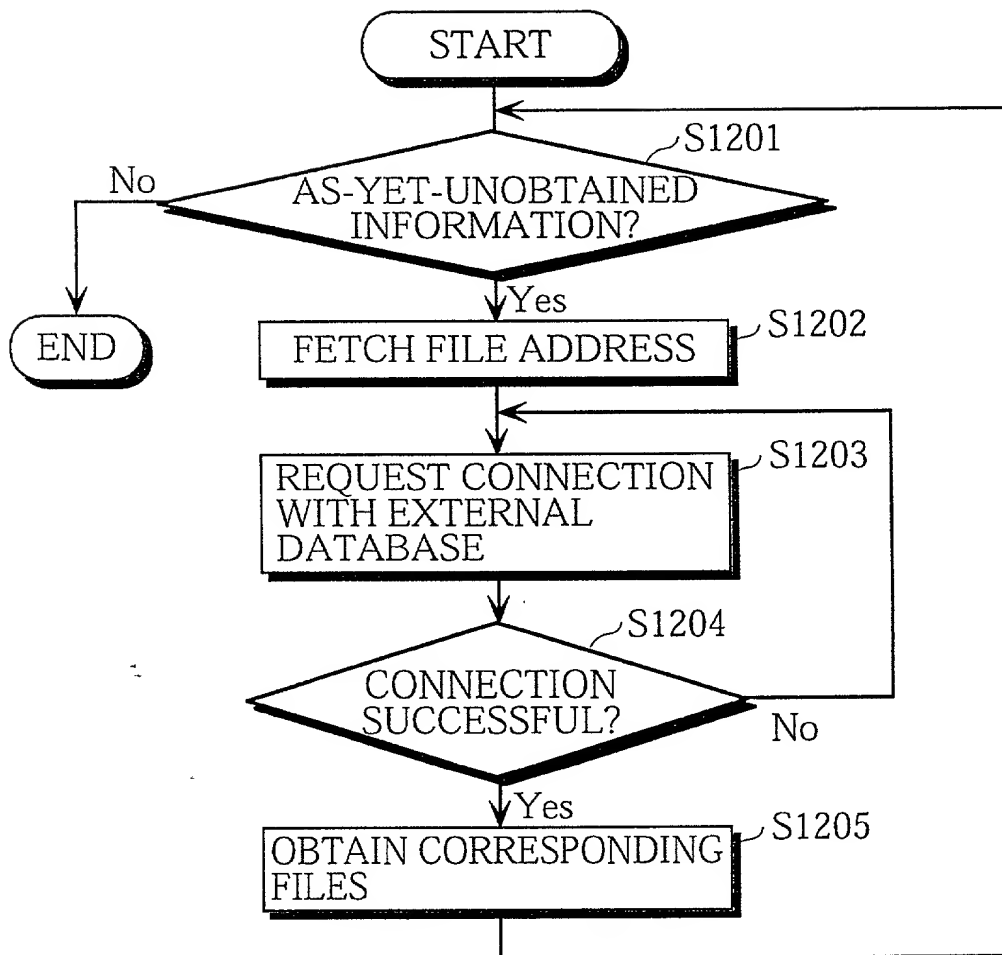 START
S1201
No
AS-YET-UNOBTAINED
INFORMATION?
Yes
END
S1202
FETCH FILE ADDRESS
S1203
REQUEST CONNECTION
WITH EXTERNAL
DATABASE
S1204
CONNECTION
SUCCESSFUL?
No
Yes
S1205
OBTAIN CORRESPONDING
FILES